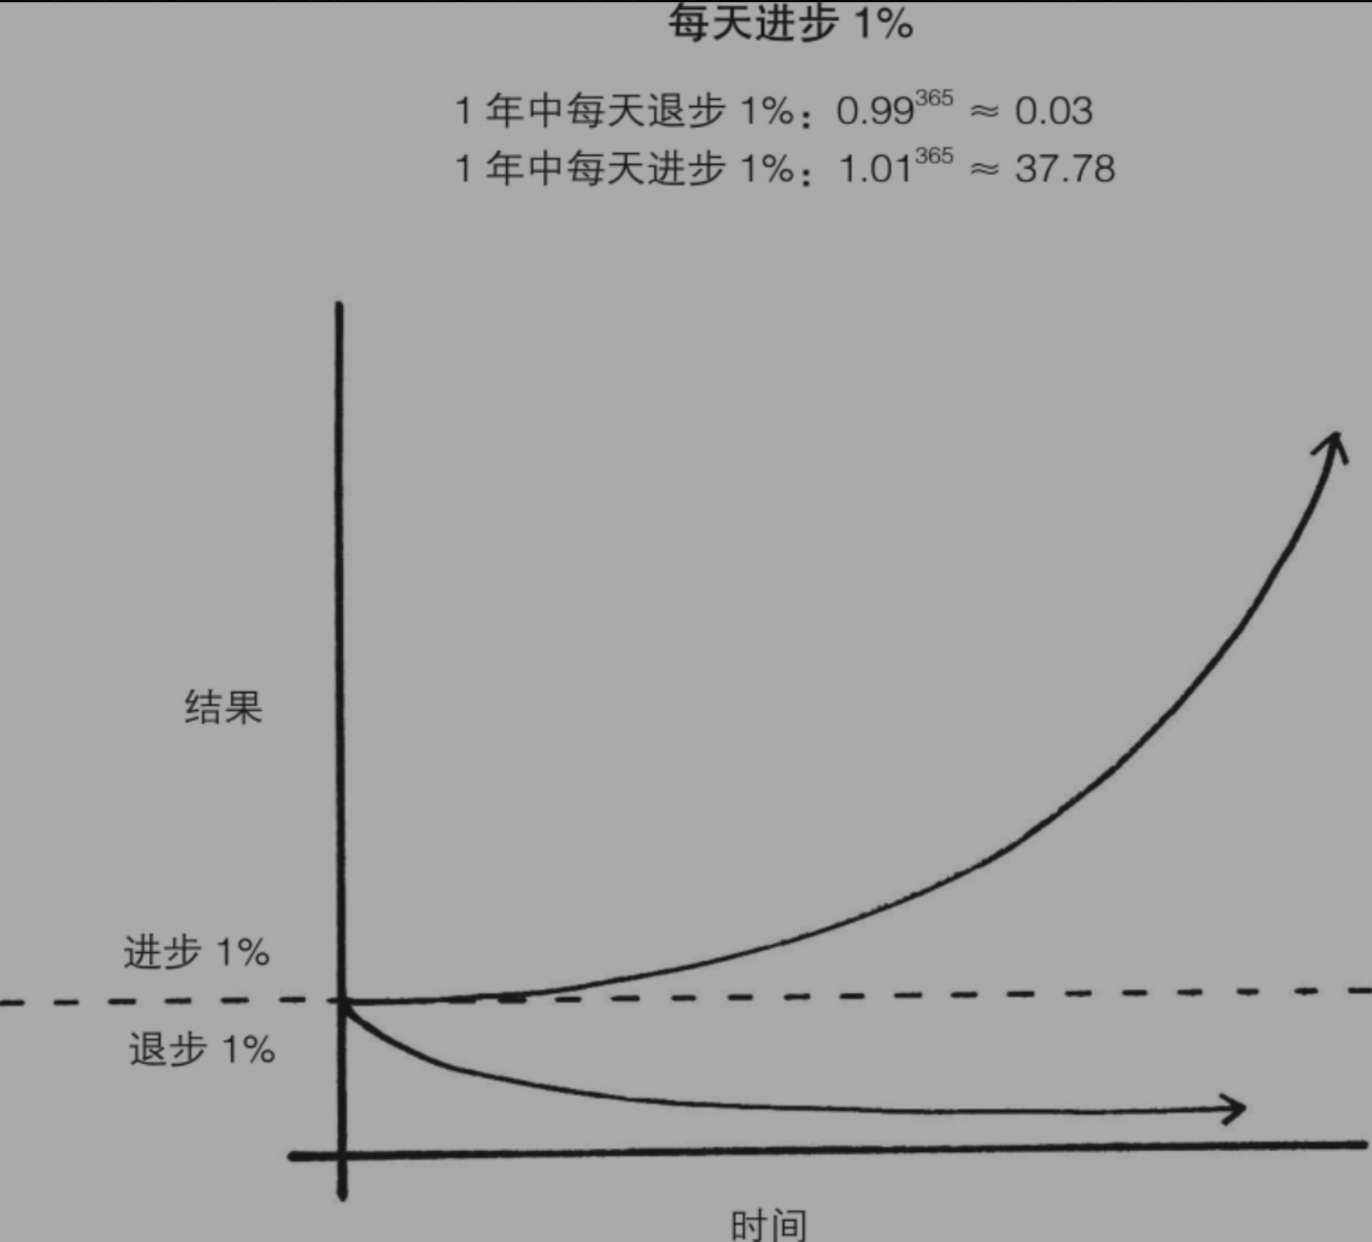 每天进步 1%
1 年中每天退步 1%：0.99³⁶⁵ ≈ 0.03
1 年中每天进步 1%：1.01³⁶⁵ ≈ 37.78
结果
进步 1%
退步 1%
时间